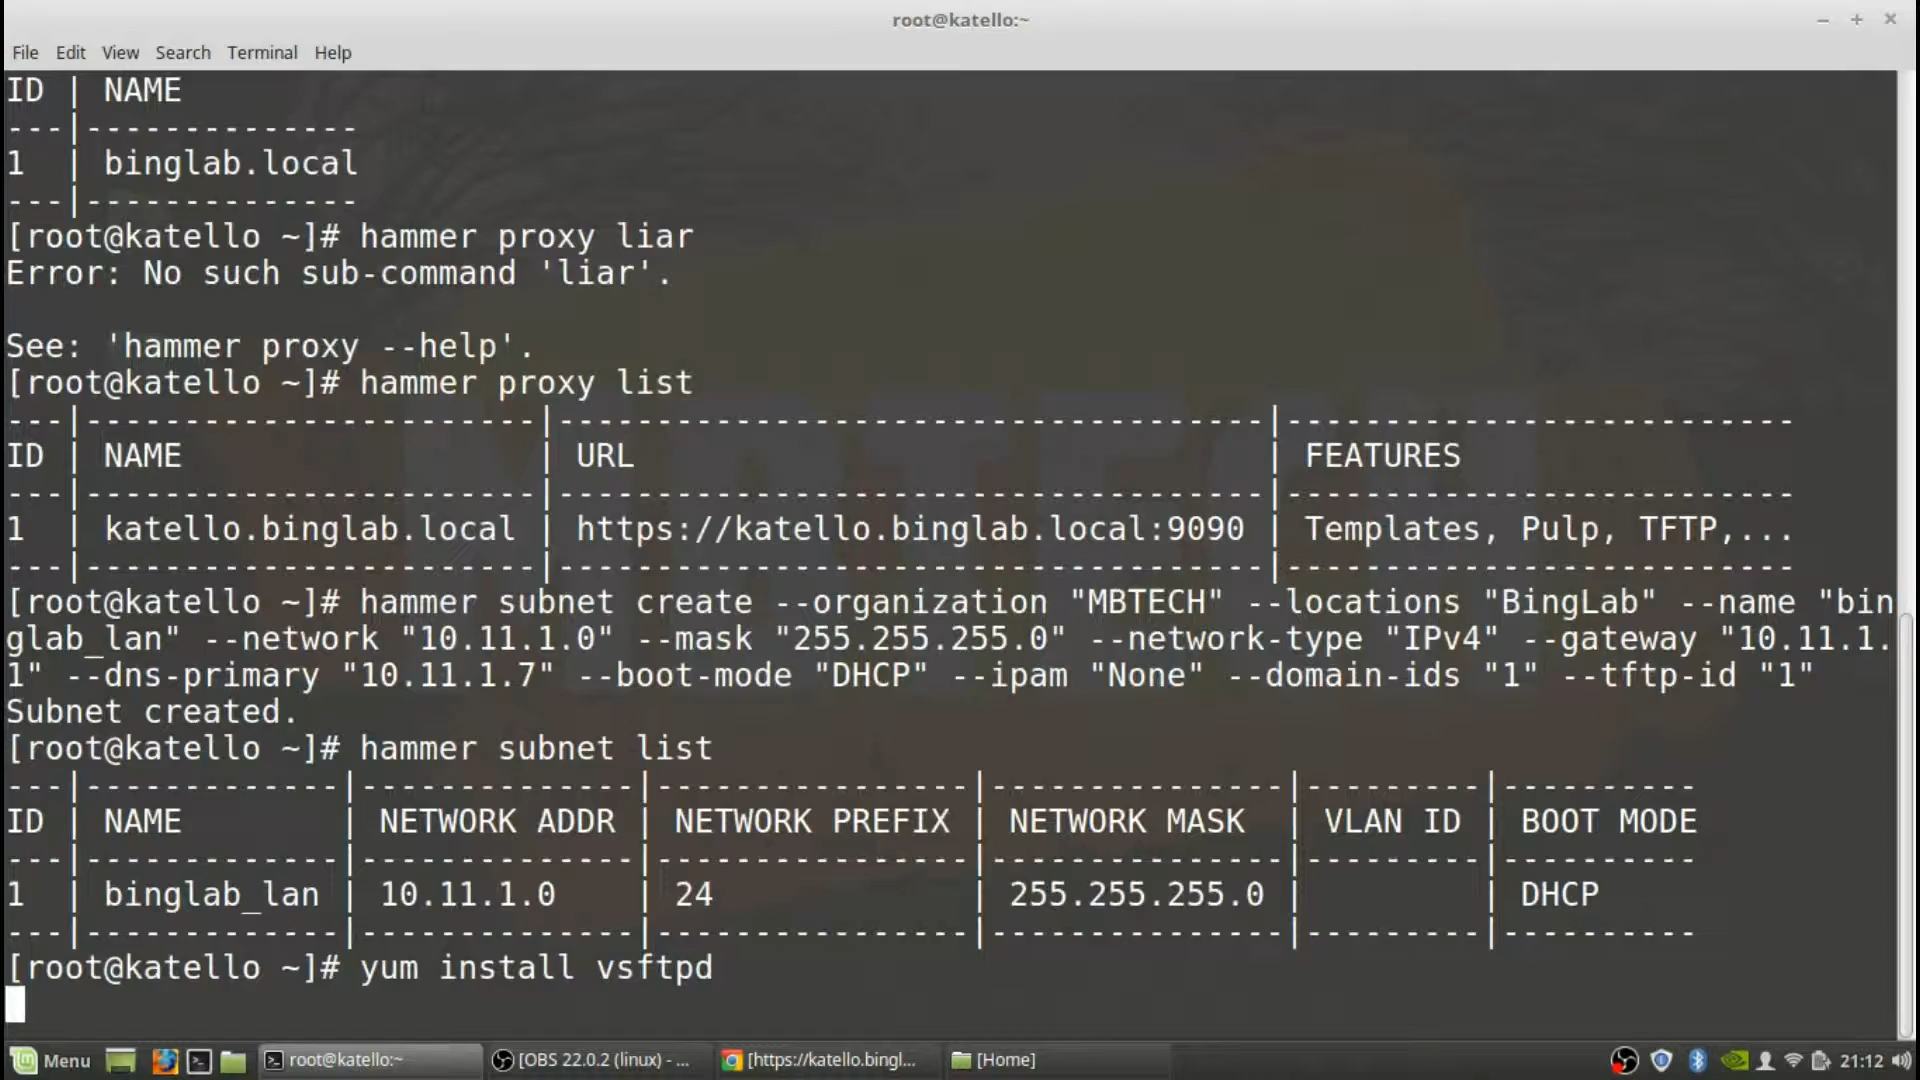 root@katello:~
File Edit View Search Terminal Help
ID | NAME
---|--------------
1 | binglab.local
---|--------------
[root@katello ~]# hammer proxy liar
Error: No such sub-command 'liar'.
See: 'hammer proxy --help'.
[root@katello ~]# hammer proxy list
---|-----------------------|------------------------------------|--------------------------
ID | NAME | URL | FEATURES
---|-----------------------|------------------------------------|--------------------------
1 | katello.binglab.local | https://katello.binglab.local:9090 | Templates, Pulp, TFTP,...
---|-----------------------|------------------------------------|--------------------------
[root@katello ~]# hammer subnet create --organization "MBTECH" --locations "BingLab" --name "bin
glab_lan" --network "10.11.1.0" --mask "255.255.255.0" --network-type "IPv4" --gateway "10.11.1.
1" --dns-primary "10.11.1.7" --boot-mode "DHCP" --ipam "None" --domain-ids "1" --tftp-id "1"
Subnet created.
[root@katello ~]# hammer subnet list
---|-------------|--------------|----------------|---------------|---------|----------
ID | NAME | NETWORK ADDR | NETWORK PREFIX | NETWORK MASK | VLAN ID | BOOT MODE
---|-------------|--------------|----------------|---------------|---------|----------
1 | binglab_lan | 10.11.1.0 | 24 | 255.255.255.0 | | DHCP
---|-------------|--------------|----------------|---------------|---------|----------
[root@katello ~]# yum install vsftpd
Menu root@katello:~ [OBS 22.0.2 (linux) - ... [https://katello.bingl... [Home] 21:12